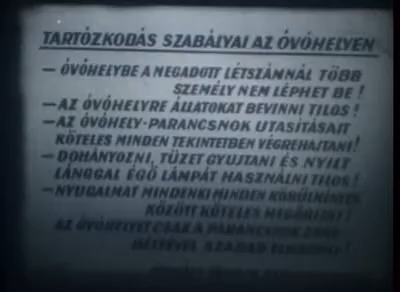 TARTÓZKODÁS SZABÁLYAI AZ ÓVÓHELYEN
— ÓVÓHELYBE A MEGADOTT LÉTSZÁMNÁL TÖBB
SZEMÉLY NEM LÉPHET BE !
— AZ ÓVÓHELYRE ÁLLATOKAT BEVINNI TILOS !
— AZ ÓVÓHELY-PARANCSNOK UTASÍTÁSAIT
KÖTELES MINDEN TEKINTETBEN VÉGREHAJTANI !
— DOHÁNYOZNI, TÜZET GYUJTANI ÉS NYILT
LÁNGGAL ÉGŐ LÁMPÁT HASZNÁLNI TILOS !
— NYUGALMAT MINDENKI MINDEN KÖRÜLMÉNYEK
KÖZÖTT KÖTELES MEGŐRIZNI !
AZ ÓVÓHELYET CSAK A PARANCSNOK
SZABAD